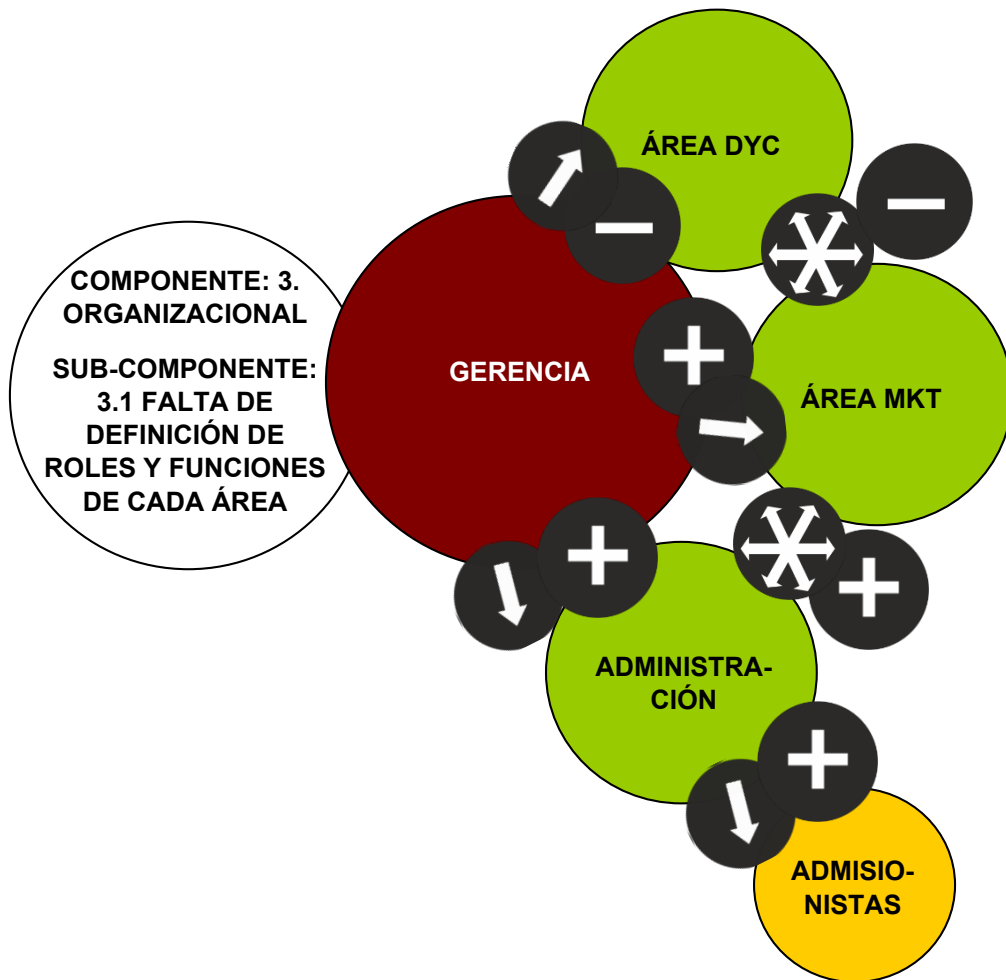 ÁREA DYC
COMPONENTE: 3.
ORGANIZACIONAL
SUB-COMPONENTE:
3.1 FALTA DE
DEFINICIÓN DE
ROLES Y FUNCIONES
DE CADA ÁREA
GERENCIA
ÁREA MKT
ADMINISTRA-
CIÓN
ADMISIO-
NISTAS